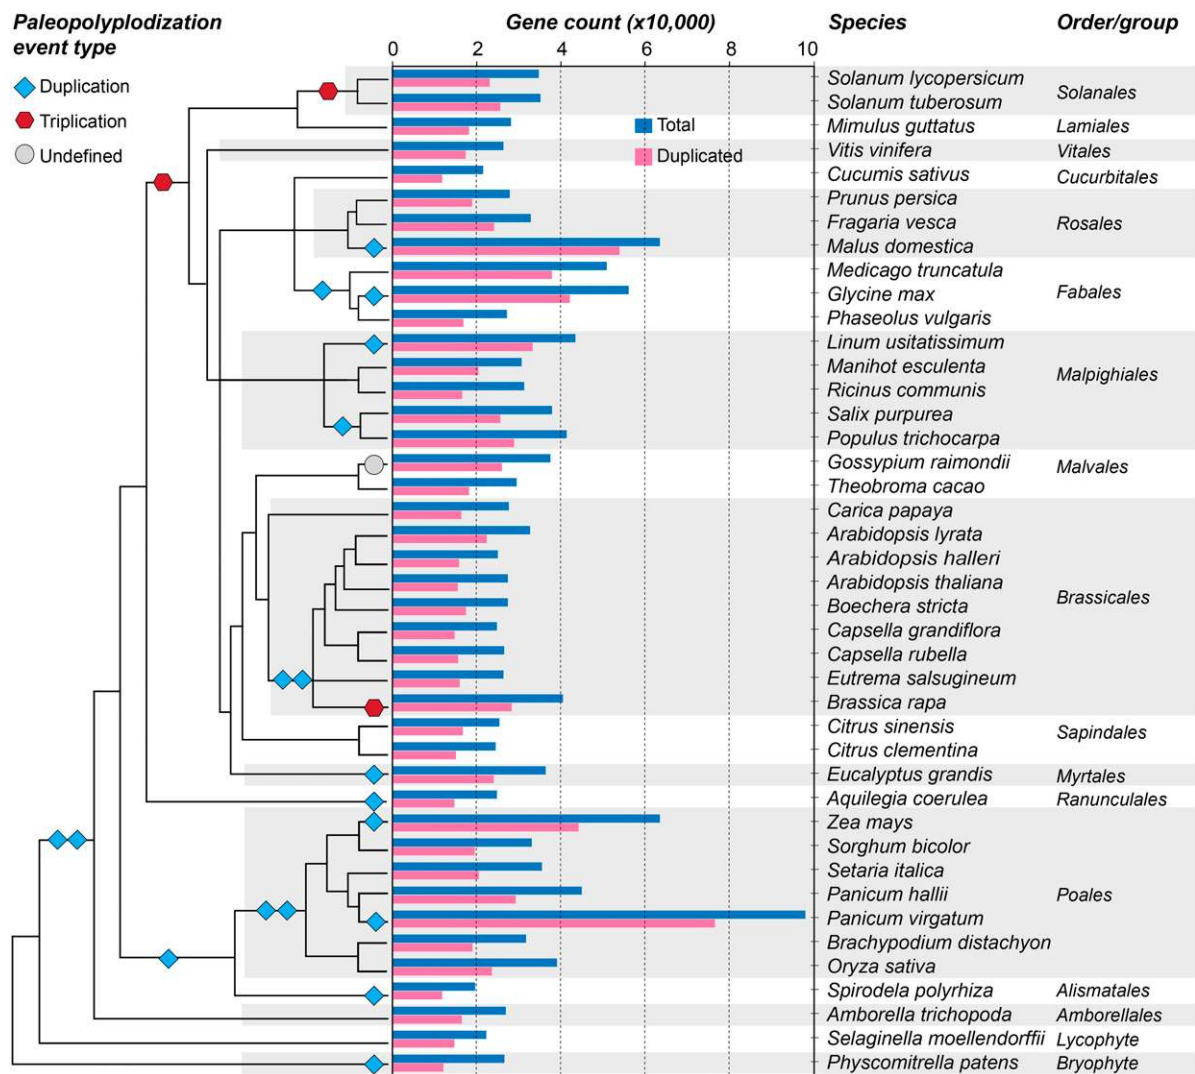 Paleopolyplodization
event type
Duplication
Triplication
Undefined
Gene count (x10,000)
0 2 4 6 8 10
Total
Duplicated
Species Order/group
Solanum lycopersicum
Solanales
Solanum tuberosum
Mimulus guttatus Lamiales
Vitis vinifera Vitales
Cucumis sativus Cucurbitales
Prunus persica
Fragaria vesca Rosales
Malus domestica
Medicago truncatula
Glycine max Fabales
Phaseolus vulgaris
Linum usitatissimum
Manihot esculenta
Malpighiales
Ricinus communis
Salix purpurea
Populus trichocarpa
Gossypium raimondii
Malvales
Theobroma cacao
Carica papaya
Arabidopsis lyrata
Arabidopsis halleri
Arabidopsis thaliana
Brassicales
Boechera stricta
Capsella grandiflora
Capsella rubella
Eutrema salsugineum
Brassica rapa
Citrus sinensis
Sapindales
Citrus clementina
Eucalyptus grandis Myrtales
Aquilegia coerulea Ranunculales
Zea mays
Sorghum bicolor
Setaria italica
Panicum hallii Poales
Panicum virgatum
Brachypodium distachyon
Oryza sativa
Spirodela polyrhiza Alismatales
Amborella trichopoda Amborellales
Selaginella moellendorffii Lycophyte
Physcomitrella patens Bryophyte